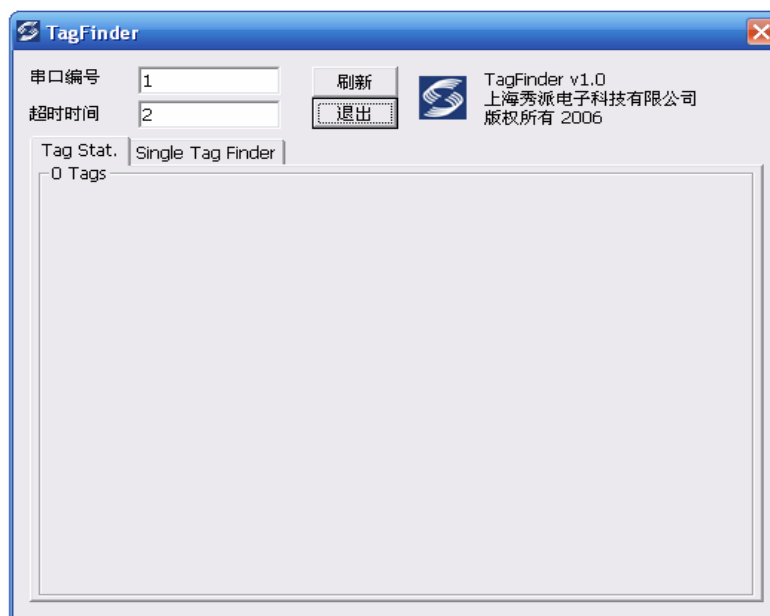 TagFinder
串口编号 1 刷新
超时时间 2 退出
TagFinder v1.0
上海秀派电子科技有限公司
版权所有 2006
Tag Stat. Single Tag Finder
0 Tags